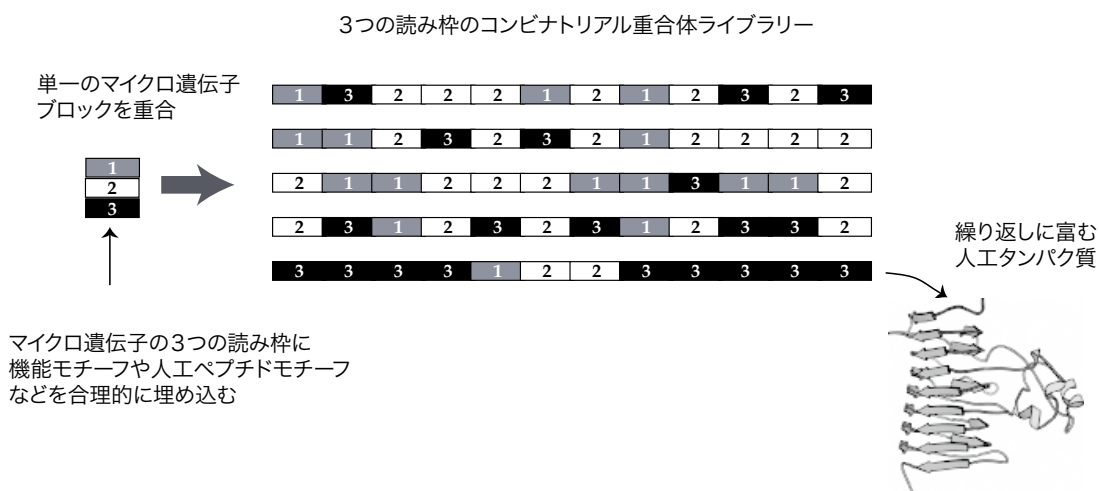 3つの読み枠のコンビナトリアル重合体ライブラリー
単一のマイクロ遺伝子
ブロックを重合
1
2
3
1 3 2 2 2 1 2 1 2 3 2 3
1 1 2 3 2 3 2 1 2 2 2 2
2 1 1 2 2 2 1 1 3 1 1 2
2 3 1 2 3 2 3 1 2 3 3 2
3 3 3 3 1 2 2 3 3 3 3 3
繰り返しに富む
人工タンパク質
マイクロ遺伝子の3つの読み枠に
機能モチーフや人工ペプチドモチーフ
などを合理的に埋め込む